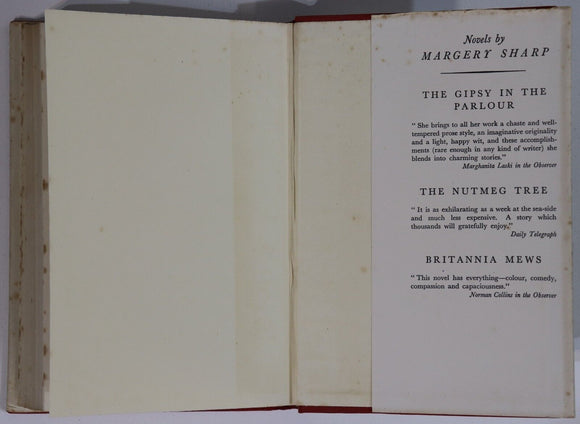 Novels by
MARGERY SHARP
THE GIPSY IN THE
PARLOUR
“ She brings to all her work a chaste and well-
tempered prose style, an imaginative originality
and a light, happy wit, and these accomplish-
ments (rare enough in any kind of writer) she
blends into charming stories.”
Marghanita Laski in the Observer
THE NUTMEG TREE
“ It is as exhilarating as a week at the sea-side
and much less expensive. A story which
thousands will gratefully enjoy.”
Daily Telegraph
BRITANNIA MEWS
“ This novel has everything—colour, comedy,
compassion and capaciousness.”
Norman Collins in the Observer